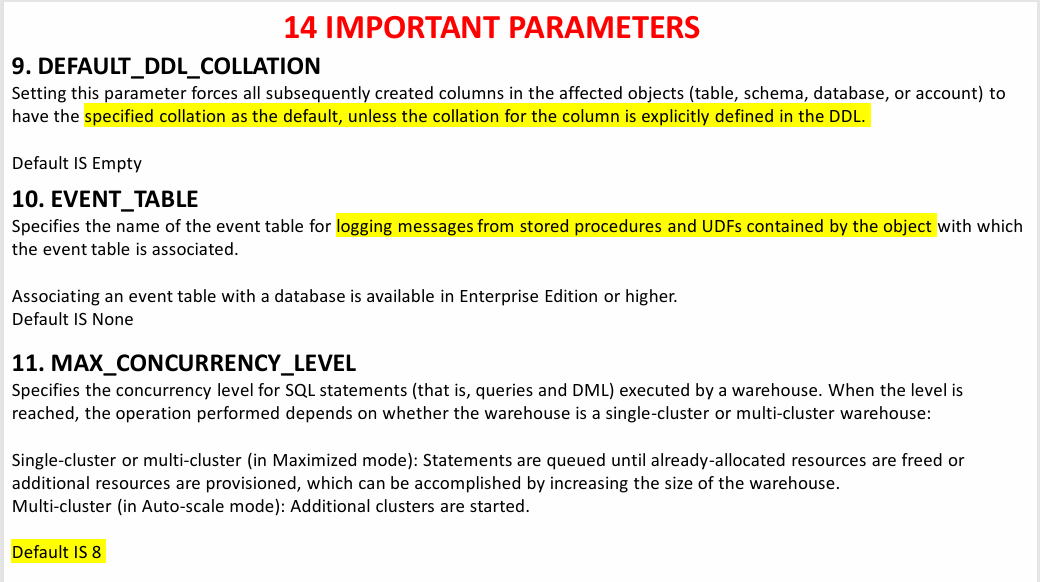 14 IMPORTANT PARAMETERS
9. DEFAULT_DDL_COLLATION
Setting this parameter forces all subsequently created columns in the affected objects (table, schema, database, or account) to
have the specified collation as the default, unless the collation for the column is explicitly defined in the DDL.
Default IS Empty
10. EVENT_TABLE
Specifies the name of the event table for logging messages from stored procedures and UDFs contained by the object with which
the event table is associated.
Associating an event table with a database is available in Enterprise Edition or higher.
Default IS None
11. MAX_CONCURRENCY_LEVEL
Specifies the concurrency level for SQL statements (that is, queries and DML) executed by a warehouse. When the level is
reached, the operation performed depends on whether the warehouse is a single-cluster or multi-cluster warehouse:
Single-cluster or multi-cluster (in Maximized mode): Statements are queued until already-allocated resources are freed or
additional resources are provisioned, which can be accomplished by increasing the size of the warehouse.
Multi-cluster (in Auto-scale mode): Additional clusters are started.
Default IS 8